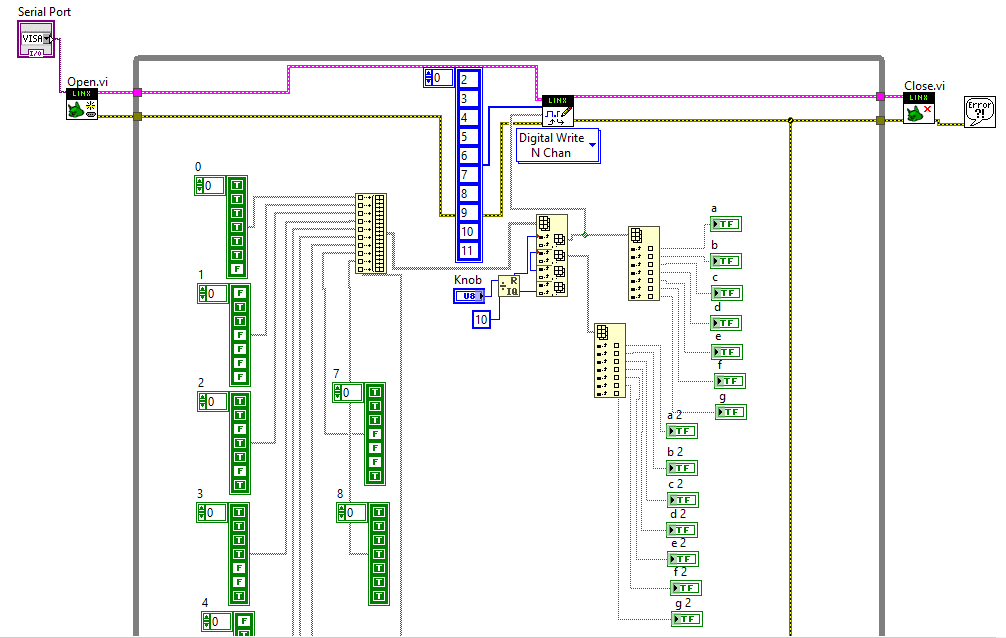 Serial Port
VISA
I/O
Open.vi
LINX
0
2
3
4
5
6
7
8
9
10
11
LINX
Digital Write
N Chan
Close.vi
LINX
Error
?!
0
0
T
T
T
T
T
T
F
1
0
F
T
T
F
F
F
F
2
0
T
T
F
T
T
F
T
3
0
T
T
T
T
F
F
T
4
0
F
T
7
0
T
T
T
F
F
F
T
8
0
T
T
T
T
T
T
T
Knob
U8
R
IQ
10
a
TF
b
TF
c
TF
d
TF
e
TF
f
TF
g
TF
a 2
TF
b 2
TF
c 2
TF
d 2
TF
e 2
TF
f 2
TF
g 2
TF